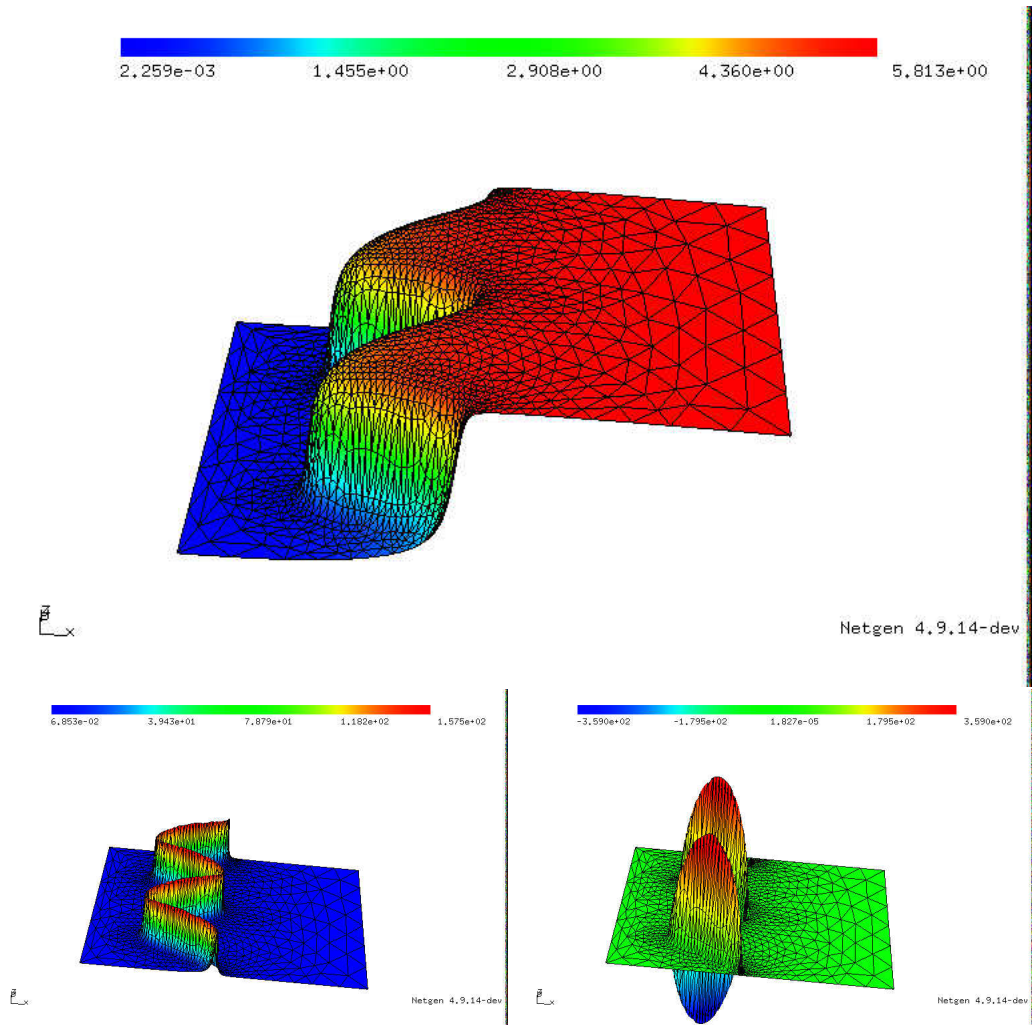 2.259e-03 1.455e+00 2.908e+00 4.360e+00 5.813e+00
x
Netgen 4.9.14-dev
6.853e-02 3.943e+01 7.879e+01 1.182e+02 1.575e+02
-3.590e+02 -1.795e+02 1.827e-05 1.795e+02 3.590e+02
x
Netgen 4.9.14-dev
x
Netgen 4.9.14-dev